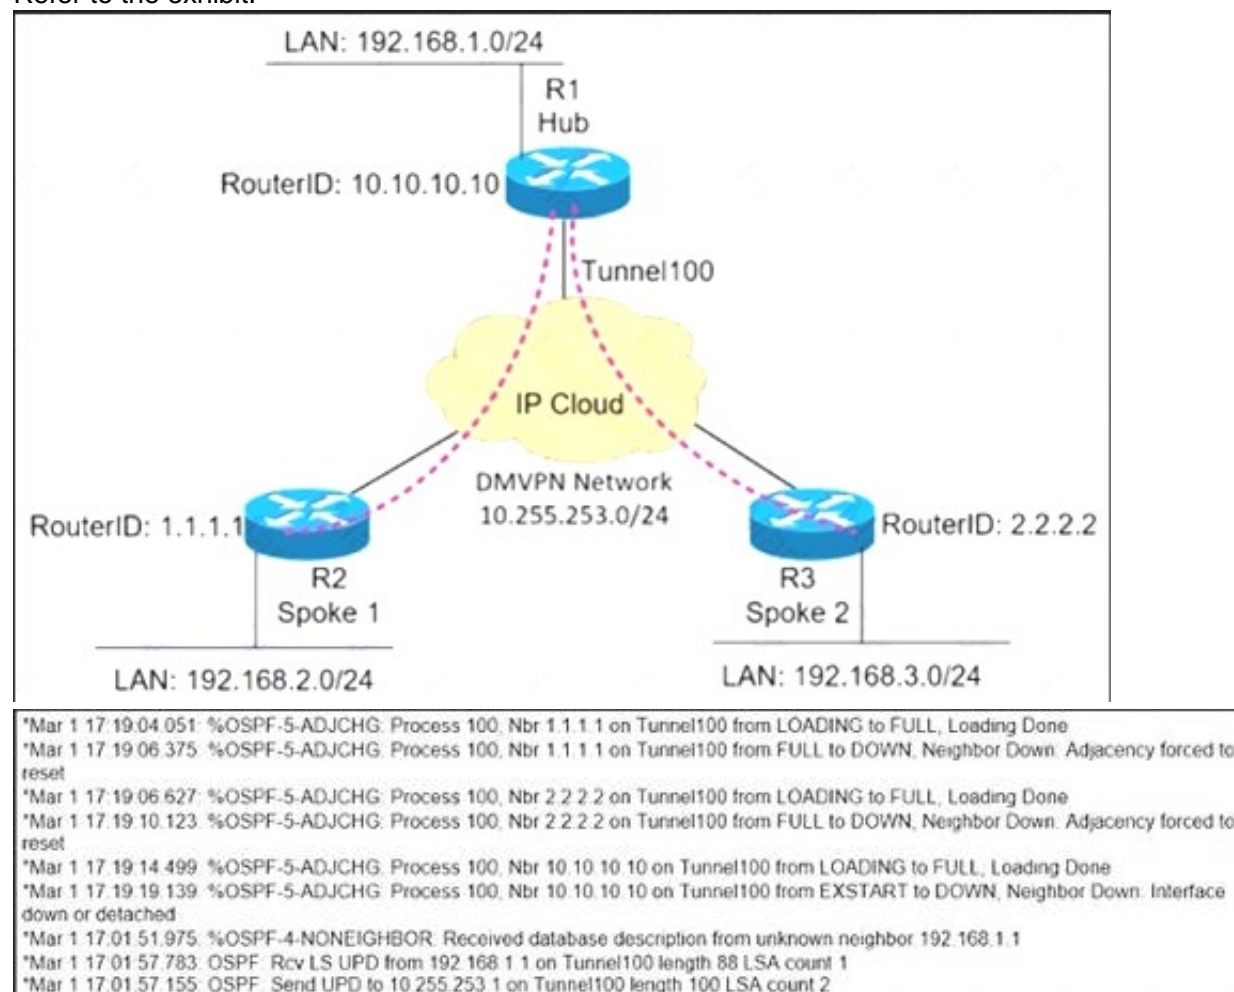 Refer to the exhibit.
LAN: 192.168.1.0/24
R1
Hub
RouterID: 10.10.10.10
Tunnel100
IP Cloud
DMVPN Network
10.255.253.0/24
RouterID: 1.1.1.1
RouterID: 2.2.2.2
R2
Spoke 1
R3
Spoke 2
LAN: 192.168.2.0/24
LAN: 192.168.3.0/24
*Mar 1 17:19:04.051: %OSPF-5-ADJCHG: Process 100, Nbr 1.1.1.1 on Tunnel100 from LOADING to FULL, Loading Done
*Mar 1 17:19:06.375: %OSPF-5-ADJCHG: Process 100, Nbr 1.1.1.1 on Tunnel100 from FULL to DOWN, Neighbor Down: Adjacency forced to
reset
*Mar 1 17:19:06.627: %OSPF-5-ADJCHG: Process 100, Nbr 2.2.2.2 on Tunnel100 from LOADING to FULL, Loading Done
*Mar 1 17:19:10.123: %OSPF-5-ADJCHG: Process 100, Nbr 2.2.2.2 on Tunnel100 from FULL to DOWN, Neighbor Down: Adjacency forced to
reset
*Mar 1 17:19:14.499: %OSPF-5-ADJCHG: Process 100, Nbr 10.10.10.10 on Tunnel100 from LOADING to FULL, Loading Done
*Mar 1 17:19:19.139: %OSPF-5-ADJCHG: Process 100, Nbr 10.10.10.10 on Tunnel100 from EXSTART to DOWN, Neighbor Down: Interface
down or detached
*Mar 1 17:01:51.975: %OSPF-4-NONEIGHBOR: Received database description from unknown neighbor 192.168.1.1
*Mar 1 17:01:57.783: OSPF: Rcv LS UPD from 192.168.1.1 on Tunnel100 length 88 LSA count 1
*Mar 1 17:01:57.155: OSPF: Send UPD to 10.255.253.1 on Tunnel100 length 100 LSA count 2